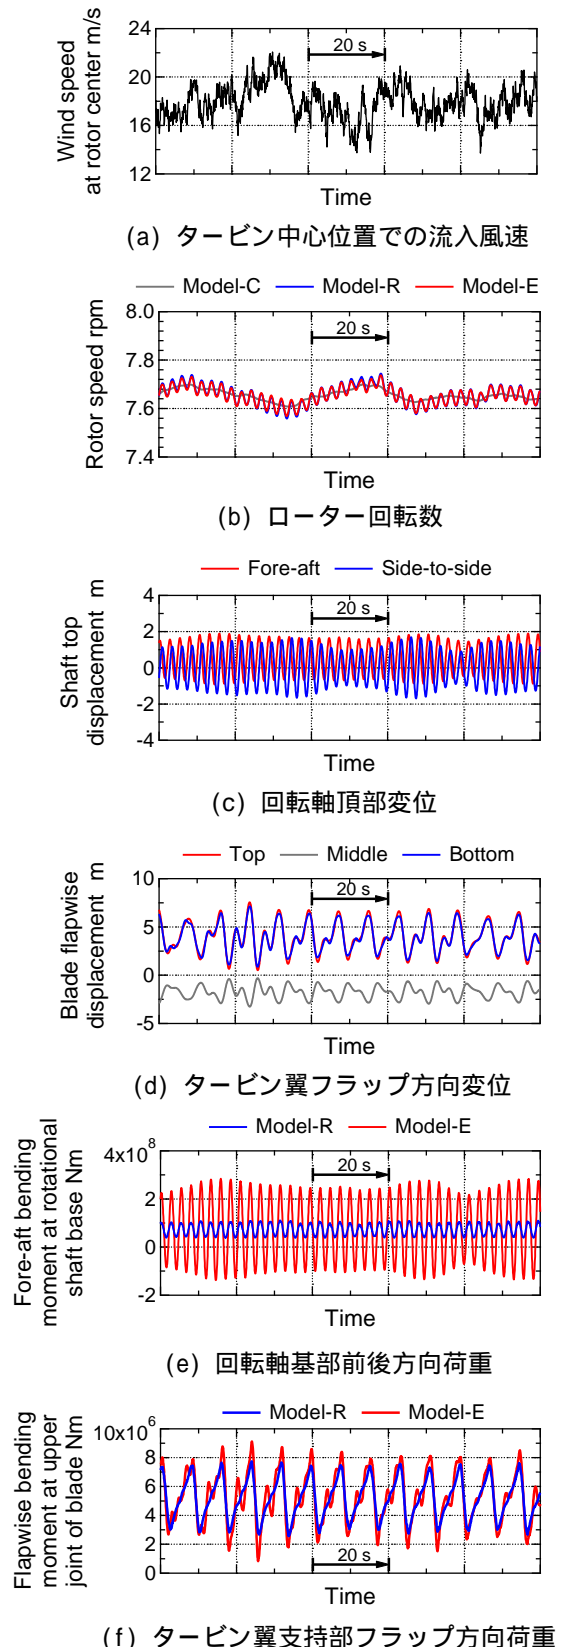 Wind speed
at rotor center m/s
24
20
16
12
20 s
Time
(a) タービン中心位置での流入風速
Model-C Model-R Model-E
Rotor speed rpm
8.0
7.8
7.6
7.4
20 s
Time
(b) ローター回転数
Fore-aft Side-to-side
Shaft top
displacement m
4
2
0
-2
-4
20 s
Time
(c) 回転軸頂部変位
Top Middle Bottom
Blade flapwise
displacement m
10
5
0
-5
20 s
Time
(d) タービン翼フラップ方向変位
Model-R Model-E
Fore-aft bending
moment at rotational
shaft base Nm
4x10^8
2
0
-2
20 s
Time
(e) 回転軸基部前後方向荷重
Model-R Model-E
Flapwise bending
moment at upper
joint of blade Nm
10x10^6
8
6
4
2
0
20 s
Time
(f) タービン翼支持部フラップ方向荷重